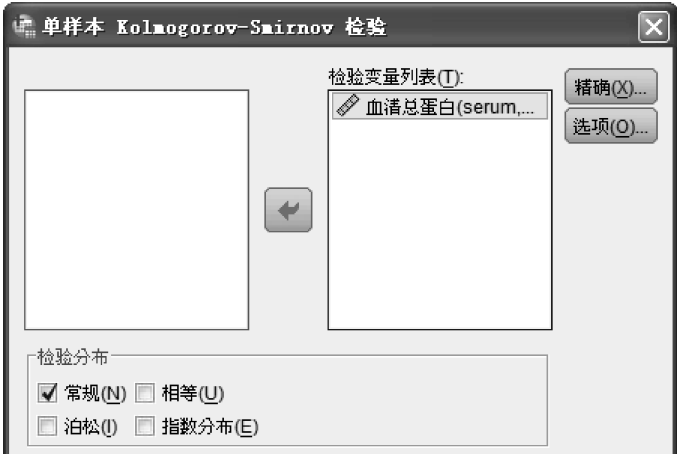 单样本 Kolmogorov-Smirnov 检验
检验变量列表(T):
血清总蛋白(serum,...
精确(X)...
选项(O)...
检验分布
常规(N) 相等(U)
泊松(I) 指数分布(E)